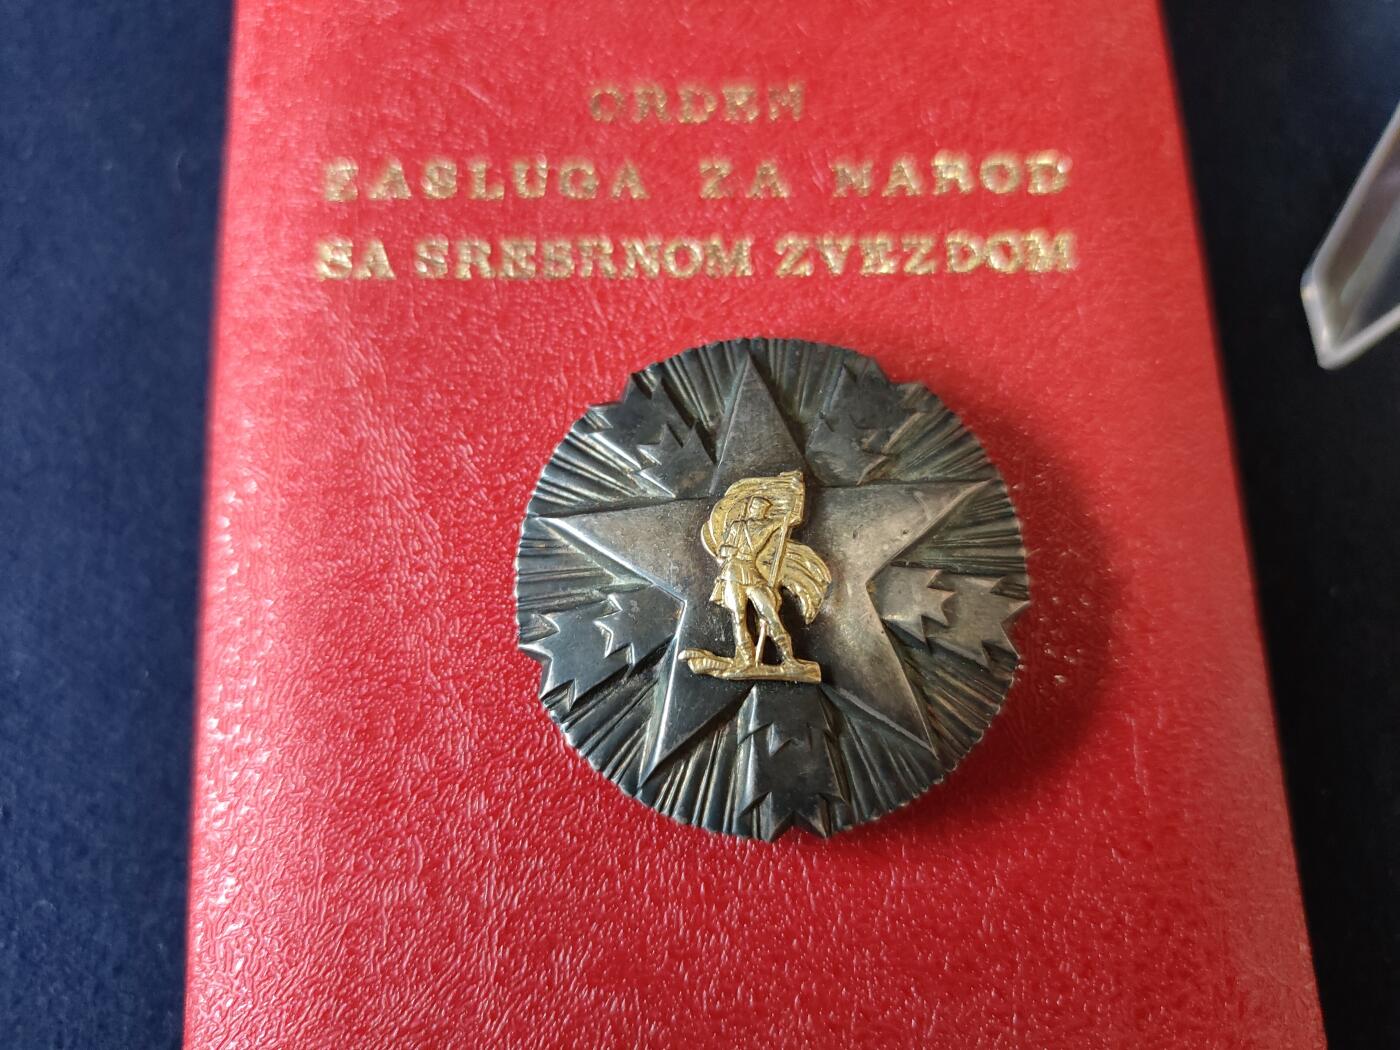 ORDEN
ZASLUGA ZA NAROD
SA SREBRNOM ZVEZDOM